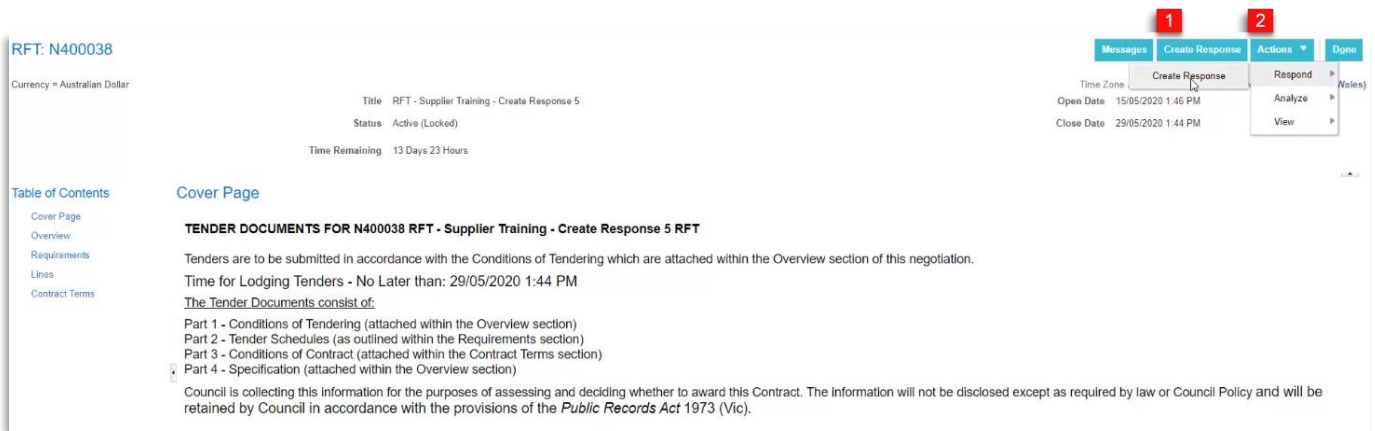 1 2
RFT: N400038
Messages Create Response Actions Done
Currency = Australian Dollar
Create Response Respond
Time Zone Wales)
Title RFT - Supplier Training - Create Response 5
Open Date 15/05/2020 1:46 PM
Analyze
Status Active (Locked)
Close Date 29/05/2020 1:44 PM
View
Time Remaining 13 Days 23 Hours
Table of Contents
Cover Page
Overview
Requirements
Lines
Contract Terms
Cover Page
TENDER DOCUMENTS FOR N400038 RFT - Supplier Training - Create Response 5 RFT
Tenders are to be submitted in accordance with the Conditions of Tendering which are attached within the Overview section of this negotiation.
Time for Lodging Tenders - No Later than: 29/05/2020 1:44 PM
The Tender Documents consist of:
Part 1 - Conditions of Tendering (attached within the Overview section)
Part 2 - Tender Schedules (as outlined within the Requirements section)
Part 3 - Conditions of Contract (attached within the Contract Terms section)
Part 4 - Specification (attached within the Overview section)
Council is collecting this information for the purposes of assessing and deciding whether to award this Contract. The information will not be disclosed except as required by law or Council Policy and will be
retained by Council in accordance with the provisions of the Public Records Act 1973 (Vic).